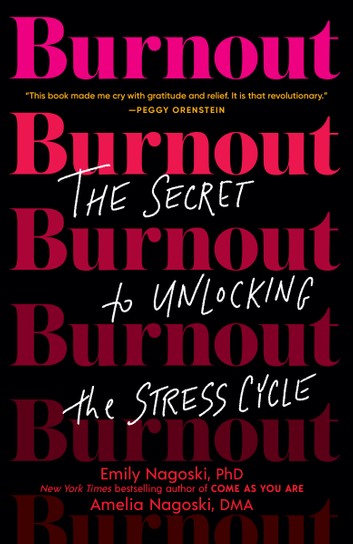 Burnout
"This book made me cry with gratitude and relief. It is that revolutionary."
—PEGGY ORENSTEIN
Burnout
THE SECRET
Burnout
to UNLOCKING
Burnout
the STRESS CYCLE
Burnout
Emily Nagoski, PhD
New York Times bestselling author of COME AS YOU ARE
Amelia Nagoski, DMA
Burnout